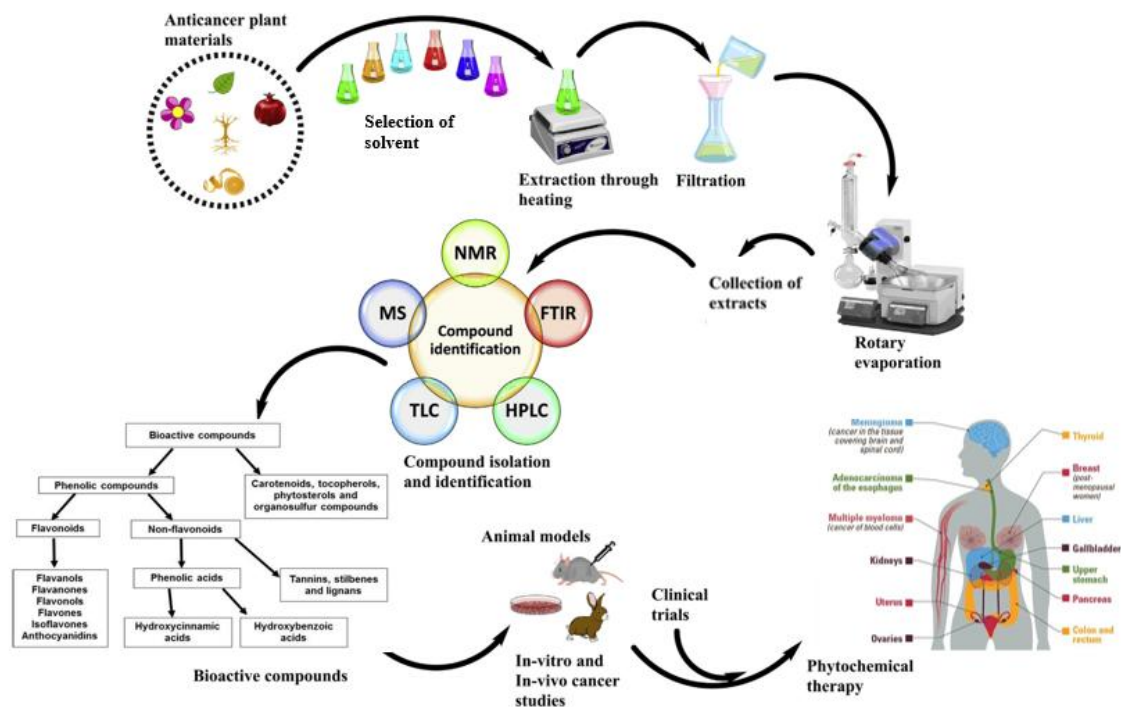 Anticancer plant
materials
Selection of
solvent
Extraction through
heating
Filtration
Rotary
evaporation
Collection of
extracts
NMR
MS
FTIR
Compound
identification
TLC
HPLC
Compound isolation
and identification
Bioactive compounds
Phenolic compounds
Carotenoids, tocopherols,
phytosterols and
organosulfur compounds
Flavonoids
Non-flavonoids
Flavanols
Flavanones
Flavonols
Flavones
Isoflavones
Anthocyanidins
Phenolic acids
Tannins, stilbenes
and lignans
Hydroxycinnamic
acids
Hydroxybenzoic
acids
Bioactive compounds
Animal models
In-vitro and
In-vivo cancer
studies
Clinical
trials
Phytochemical
therapy
Meningioma
(cancer in the tissue
covering brain and
spinal cord)
Adenocarcinoma
of the esophagus
Multiple myeloma
(cancer of blood cells)
Kidneys
Uterus
Ovaries
Thyroid
Breast
(post-
menopausal
women)
Liver
Gallbladder
Upper
stomach
Pancreas
Colon and
rectum